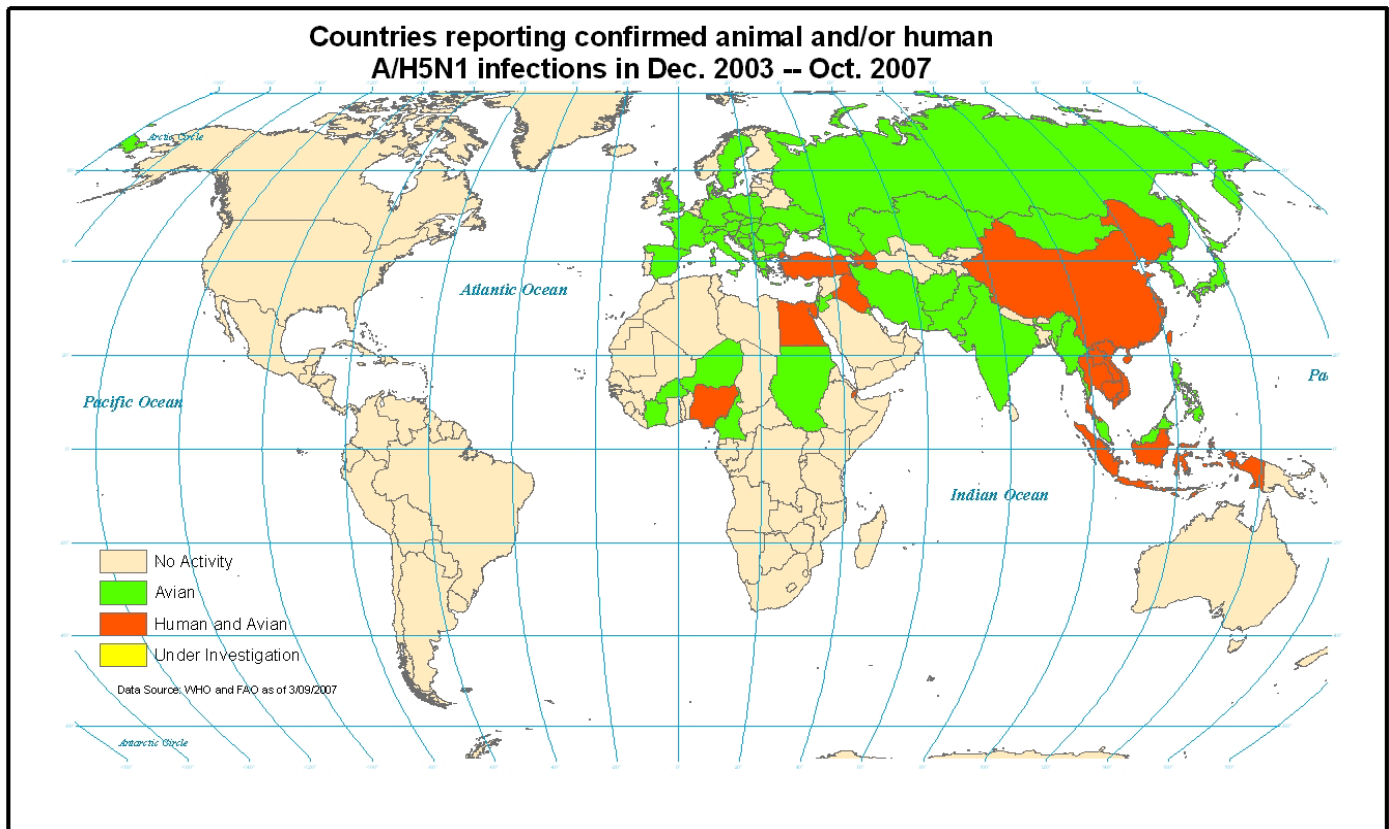 Countries reporting confirmed animal and/or human
A/H5N1 infections in Dec. 2003 -- Oct. 2007
Arctic Circle
Atlantic Ocean
Pacific Ocean
Pa
Indian Ocean
No Activity
Avian
Human and Avian
Under Investigation
Data Source: WHO and FAO as of 3/09/2007
Antarctic Circle